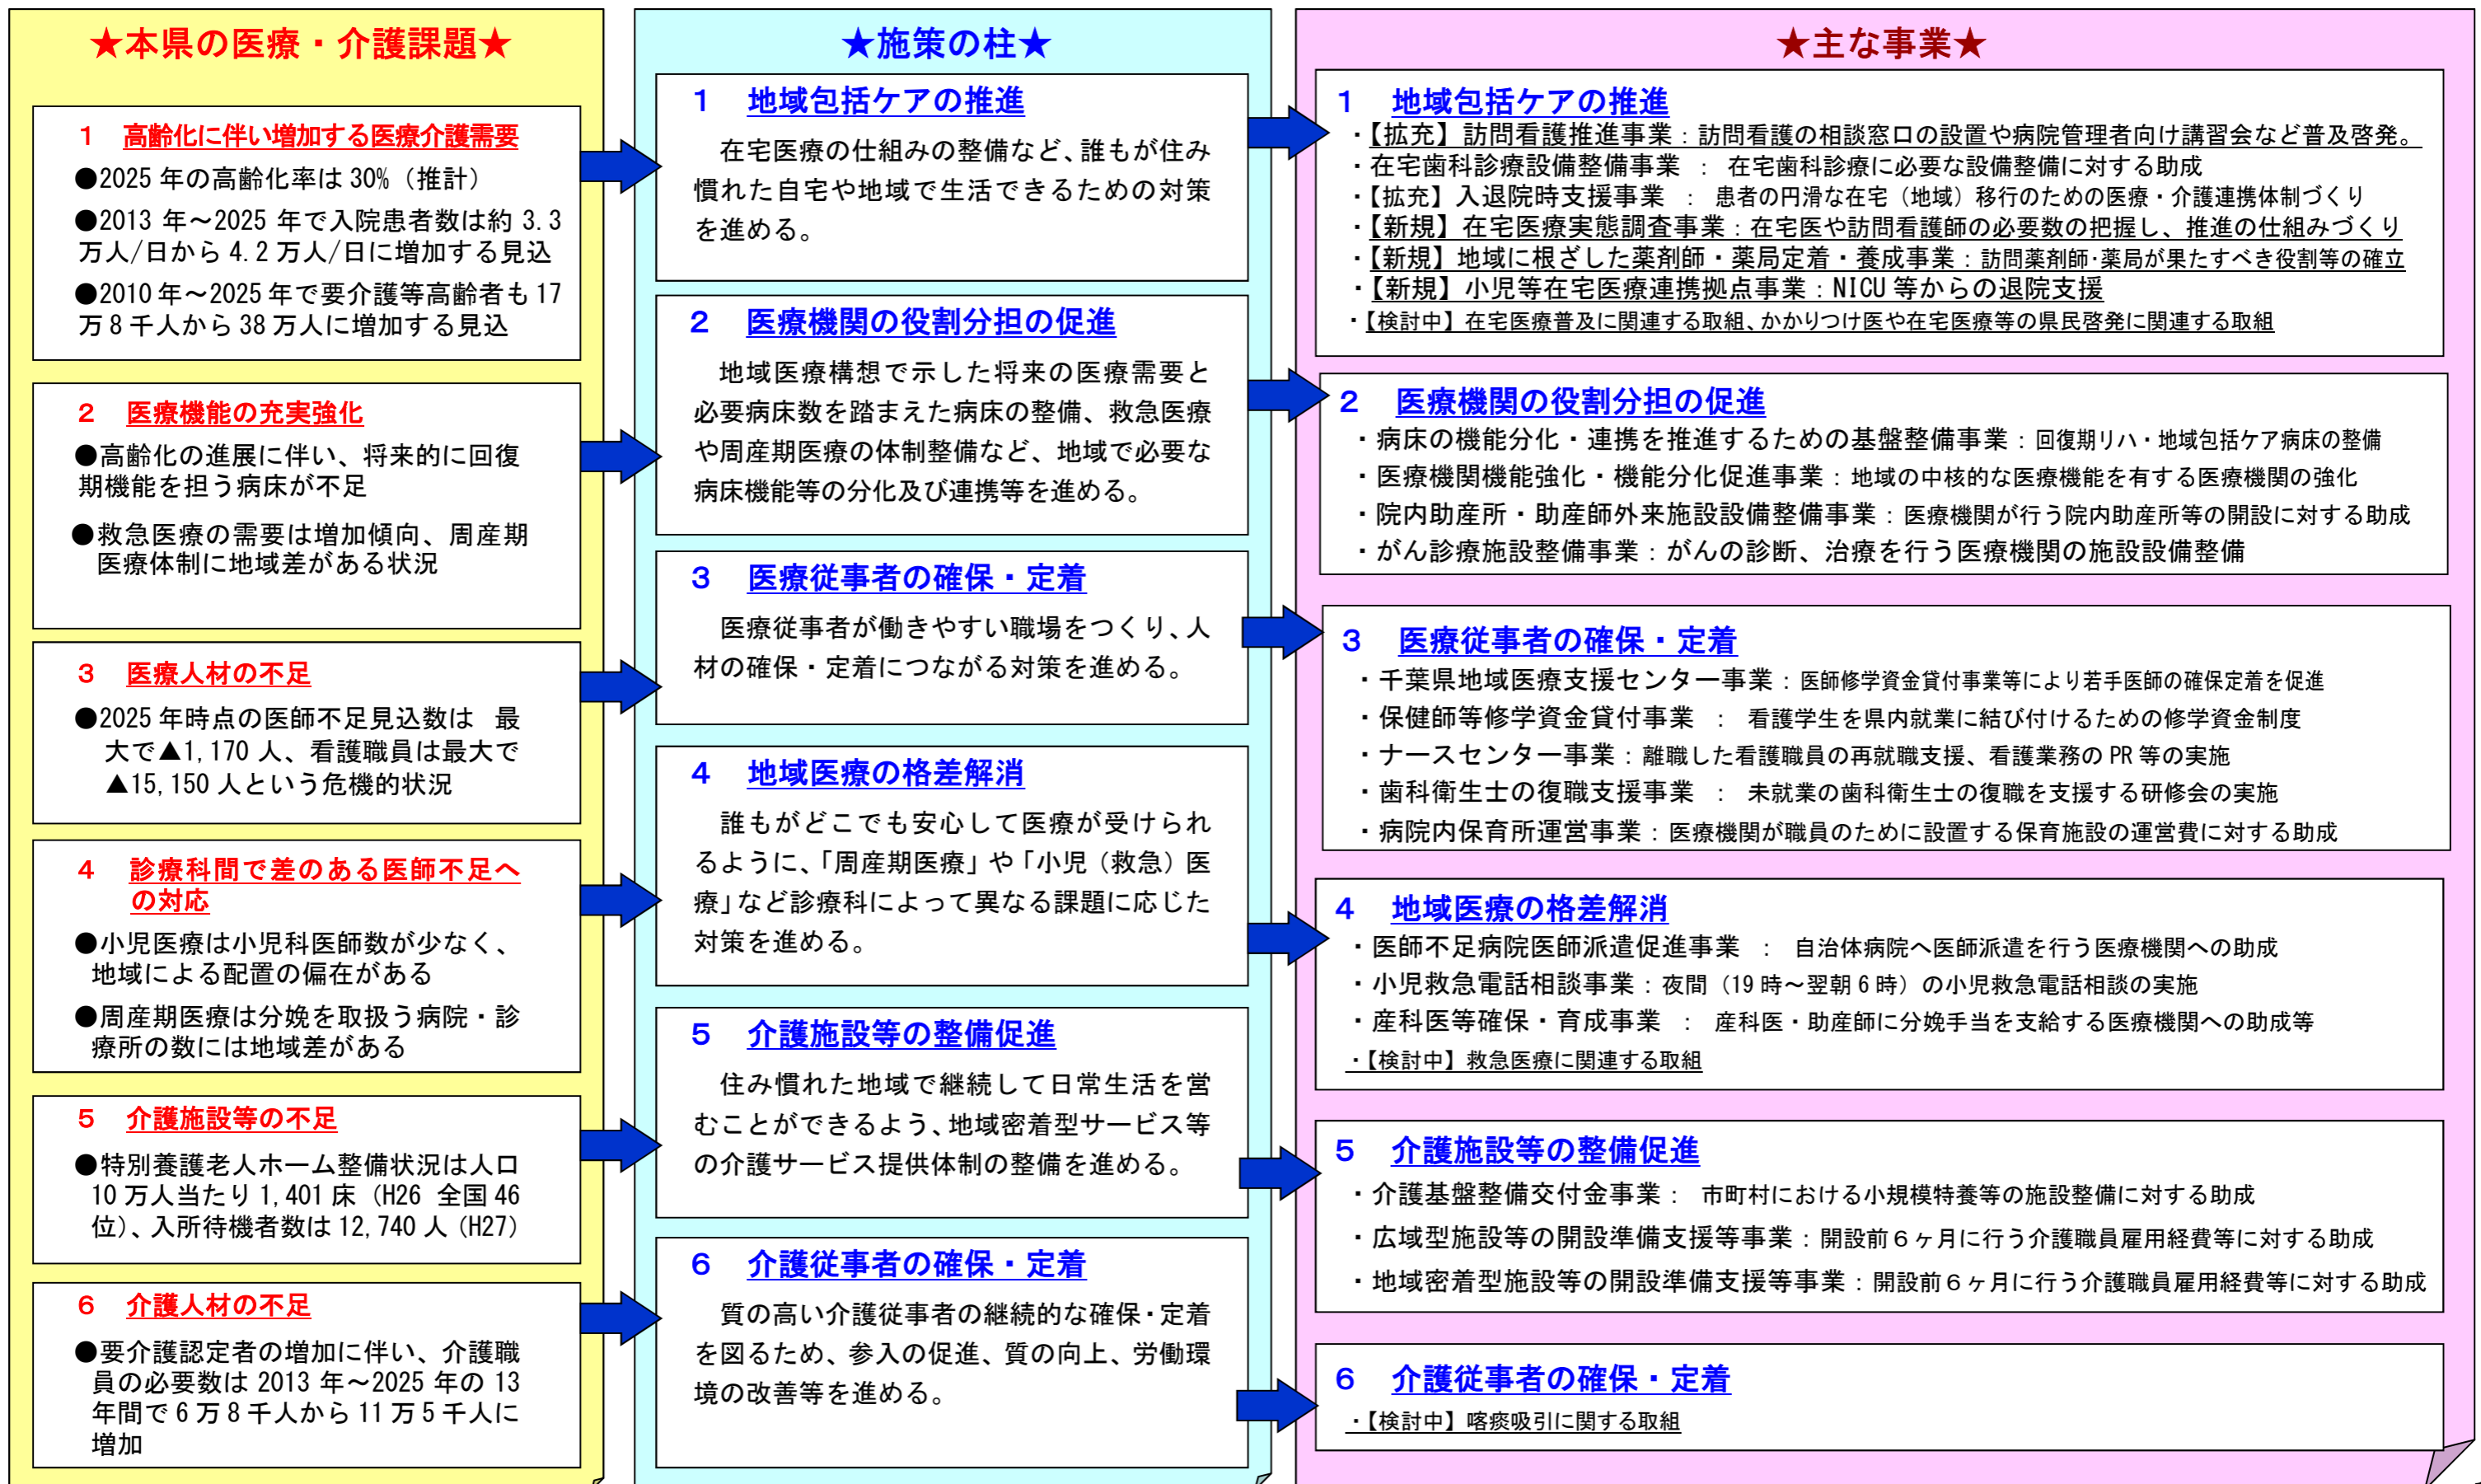 ★本県の医療・介護課題★
1 高齢化に伴い増加する医療介護需要
●2025年の高齢化率は30%（推計）
●2013年～2025年で入院患者数は約3.3
万人/日から4.2万人/日に増加する見込
●2010年～2025年で要介護等高齢者も17
万8千人から38万人に増加する見込
2 医療機能の充実強化
●高齢化の進展に伴い、将来的に回復
期機能を担う病床が不足
●救急医療の需要は増加傾向、周産期
医療体制に地域差がある状況
3 医療人材の不足
●2025年時点の医師不足見込数は 最
大で▲1,170人、看護職員は最大で
▲15,150人という危機的状況
4 診療科間で差のある医師不足へ
の対応
●小児医療は小児科医師数が少なく、
地域による配置の偏在がある
●周産期医療は分娩を取扱う病院・診
療所の数には地域差がある
5 介護施設等の不足
●特別養護老人ホーム整備状況は人口
10万人当たり1,401床（H26 全国46
位）、入所待機者数は12,740人（H27）
6 介護人材の不足
●要介護認定者の増加に伴い、介護職
員の必要数は2013年～2025年の13
年間で6万8千人から11万5千人に
増加
★施策の柱★
1 地域包括ケアの推進
在宅医療の仕組みの整備など、誰もが住み
慣れた自宅や地域で生活できるための対策
を進める。
2 医療機関の役割分担の促進
地域医療構想で示した将来の医療需要と
必要病床数を踏まえた病床の整備、救急医療
や周産期医療の体制整備など、地域で必要な
病床機能等の分化及び連携等を進める。
3 医療従事者の確保・定着
医療従事者が働きやすい職場をつくり、人
材の確保・定着につながる対策を進める。
4 地域医療の格差解消
誰もがどこでも安心して医療が受けられ
るように、「周産期医療」や「小児（救急）医
療」など診療科によって異なる課題に応じた
対策を進める。
5 介護施設等の整備促進
住み慣れた地域で継続して日常生活を営
むことができるよう、地域密着型サービス等
の介護サービス提供体制の整備を進める。
6 介護従事者の確保・定着
質の高い介護従事者の継続的な確保・定着
を図るため、参入の促進、質の向上、労働環
境の改善等を進める。
★主な事業★
1 地域包括ケアの推進
・【拡充】訪問看護推進事業：訪問看護の相談窓口の設置や病院管理者向け講習会など普及啓発。
・在宅歯科診療設備整備事業 ： 在宅歯科診療に必要な設備整備に対する助成
・【拡充】入退院時支援事業 ： 患者の円滑な在宅（地域）移行のための医療・介護連携体制づくり
・【新規】在宅医療実態調査事業：在宅医や訪問看護師の必要数の把握し、推進の仕組みづくり
・【新規】地域に根ざした薬剤師・薬局定着・養成事業：訪問薬剤師・薬局が果たすべき役割等の確立
・【新規】小児等在宅医療連携拠点事業：NICU等からの退院支援
・【検討中】在宅医療普及に関連する取組、かかりつけ医や在宅医療等の県民啓発に関連する取組
2 医療機関の役割分担の促進
・病床の機能分化・連携を推進するための基盤整備事業：回復期リハ・地域包括ケア病床の整備
・医療機関機能強化・機能分化促進事業：地域の中核的な医療機能を有する医療機関の強化
・院内助産所・助産師外来施設設備整備事業：医療機関が行う院内助産所等の開設に対する助成
・がん診療施設整備事業：がんの診断、治療を行う医療機関の施設設備整備
3 医療従事者の確保・定着
・千葉県地域医療支援センター事業：医師修学資金貸付事業等により若手医師の確保定着を促進
・保健師等修学資金貸付事業 ： 看護学生を県内就業に結び付けるための修学資金制度
・ナースセンター事業：離職した看護職員の再就職支援、看護業務のPR等の実施
・歯科衛生士の復職支援事業 ： 未就業の歯科衛生士の復職を支援する研修会の実施
・病院内保育所運営事業：医療機関が職員のために設置する保育施設の運営費に対する助成
4 地域医療の格差解消
・医師不足病院医師派遣促進事業 ： 自治体病院へ医師派遣を行う医療機関への助成
・小児救急電話相談事業：夜間（19時～翌朝6時）の小児救急電話相談の実施
・産科医等確保・育成事業 ： 産科医・助産師に分娩手当を支給する医療機関への助成等
・【検討中】救急医療に関連する取組
5 介護施設等の整備促進
・介護基盤整備交付金事業： 市町村における小規模特養等の施設整備に対する助成
・広域型施設等の開設準備支援等事業：開設前６ヶ月に行う介護職員雇用経費等に対する助成
・地域密着型施設等の開設準備支援等事業：開設前６ヶ月に行う介護職員雇用経費等に対する助成
6 介護従事者の確保・定着
・【検討中】喀痰吸引に関する取組